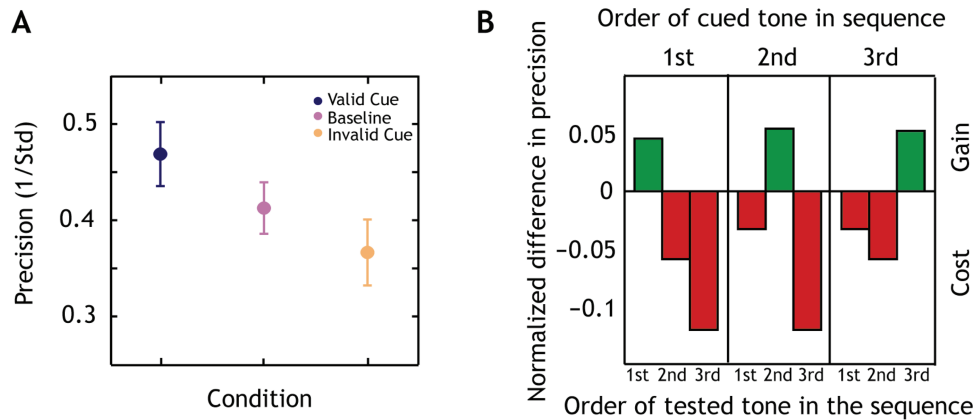 A
Precision (1/Std)
0.5
0.4
0.3
Valid Cue
Baseline
Invalid Cue
Condition
B
Order of cued tone in sequence
1st 2nd 3rd
Normalized difference in precision
0.05
0
−0.05
−0.1
Gain
Cost
1st 2nd 3rd 1st 2nd 3rd 1st 2nd 3rd
Order of tested tone in the sequence